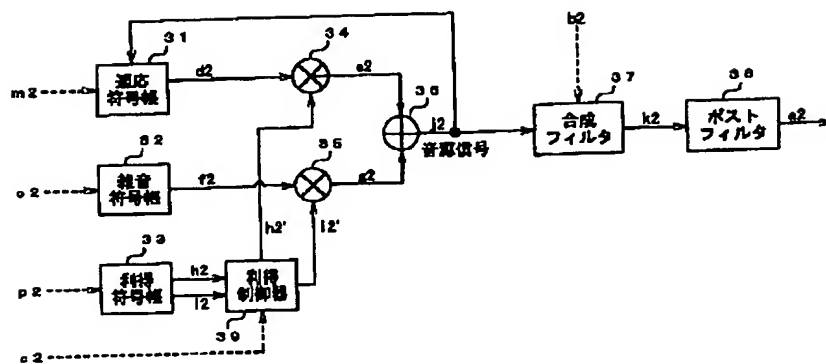 b2
31
34
適応
符号帳
m2
d2
e2
36
j2
音源信号
37
合成
フィルタ
k2
38
ポスト
フィルタ
a2
32
雑音
符号帳
o2
f2
35
g2
33
利得
符号帳
p2
h2
i2
h2'
i2'
利得
制御器
39
c2